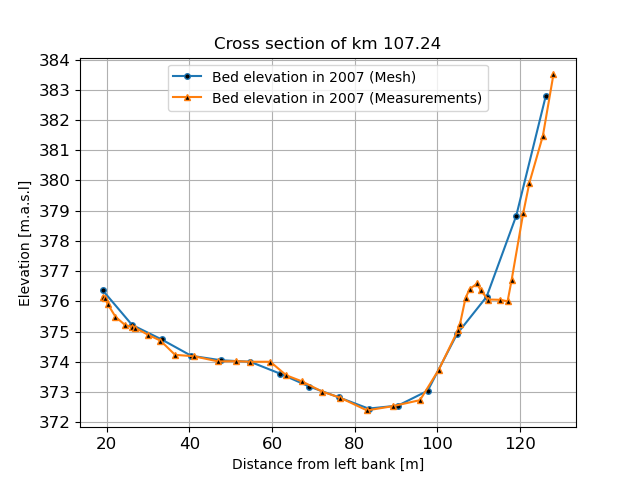 Cross section of km 107.24
Bed elevation in 2007 (Mesh)
Bed elevation in 2007 (Measurements)
Elevation [m.a.s.l]
384
383
382
381
380
379
378
377
376
375
374
373
372
20 40 60 80 100 120
Distance from left bank [m]